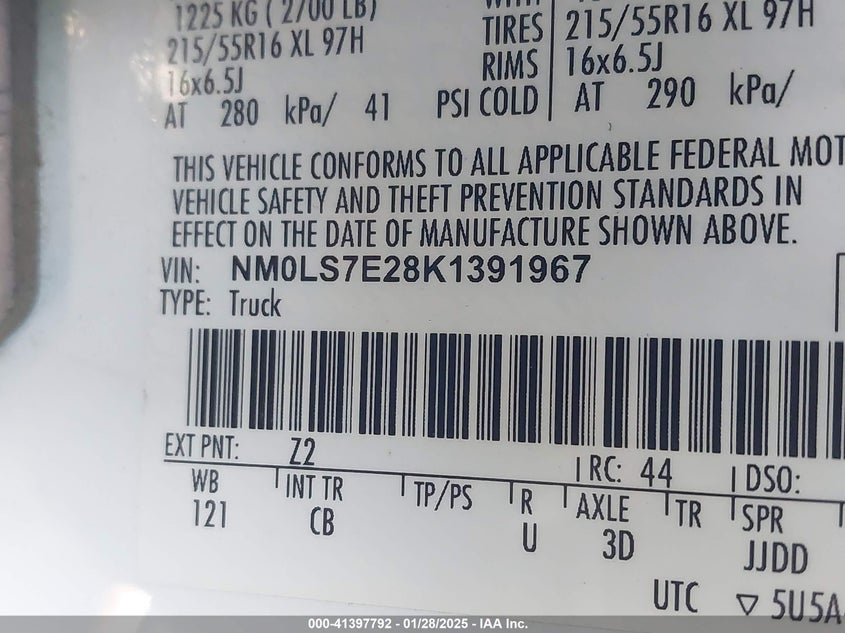 1225 KG ( 2700 LB)
215/55R16 XL 97H TIRES 215/55R16 XL 97H
16x6.5J RIMS 16x6.5J
AT 280 kPa/ 41 PSI COLD AT 290 kPa/
THIS VEHICLE CONFORMS TO ALL APPLICABLE FEDERAL MOT
VEHICLE SAFETY AND THEFT PREVENTION STANDARDS IN
EFFECT ON THE DATE OF MANUFACTURE SHOWN ABOVE.
VIN: NM0LS7E28K1391967
TYPE: Truck
EXT PNT: Z2 RC: 44 DSO:
WB INT TR TP/PS R AXLE TR SPR
121 CB U 3D JJDD
UTC ▽ 5U5A
000-41397792 - 01/28/2025 - IAA Inc.